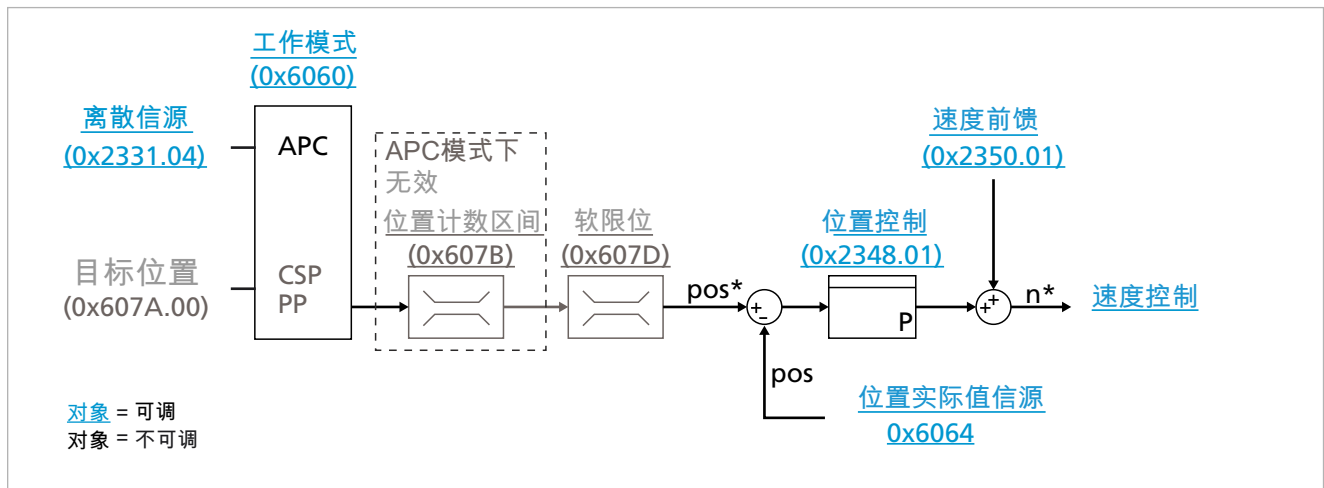 工作模式
(0x6060)
离散信源
(0x2331.04)
APC
目标位置
(0x607A.00)
CSP
PP
APC模式下
无效
位置计数区间
(0x607B)
软限位
(0x607D)
pos*
+
-
pos
位置控制
(0x2348.01)
P
速度前馈
(0x2350.01)
+
+
n*
速度控制
位置实际值信源
0x6064
对象 = 可调
对象 = 不可调